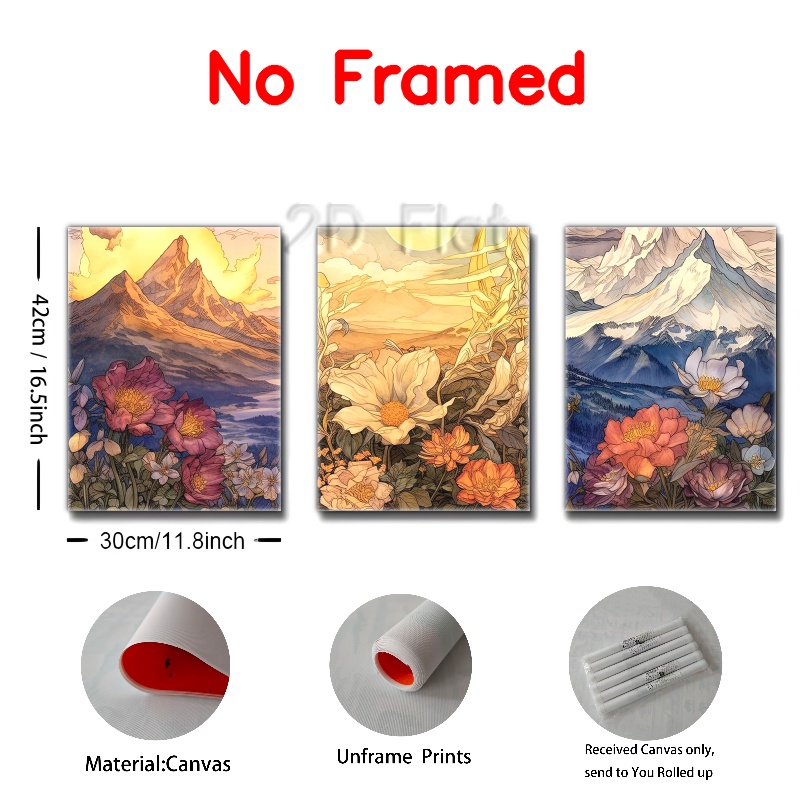 No Framed
2D Flat
42cm / 16.5inch
30cm/11.8inch
Material:Canvas
Unframe Prints
Received Canvas only,
send to You Rolled up